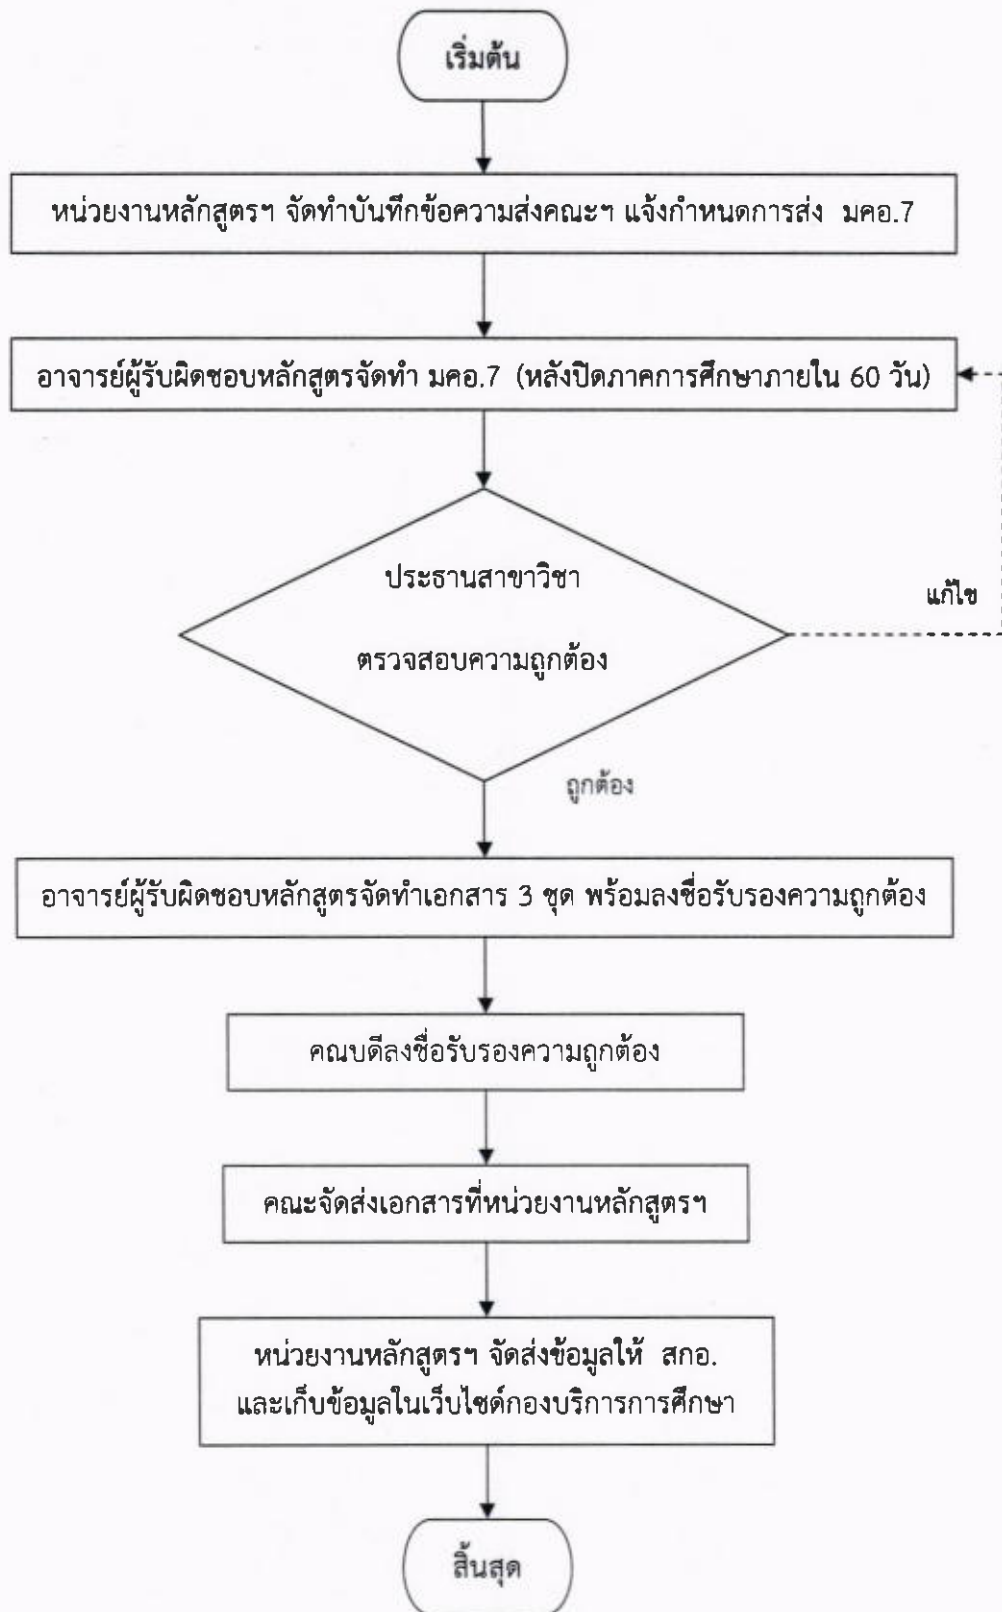 เริ่มต้น
หน่วยงานหลักสูตรฯ จัดทำบันทึกข้อความส่งคณะฯ แจ้งกำหนดการส่ง มคอ.7
อาจารย์ผู้รับผิดชอบหลักสูตรจัดทำ มคอ.7 (หลังปิดภาคการศึกษาภายใน 60 วัน)
ประธานสาขาวิชา
แก้ไข
ตรวจสอบความถูกต้อง
ถูกต้อง
อาจารย์ผู้รับผิดชอบหลักสูตรจัดทำเอกสาร 3 ชุด พร้อมลงชื่อรับรองความถูกต้อง
คณบดีลงชื่อรับรองความถูกต้อง
คณะจัดส่งเอกสารที่หน่วยงานหลักสูตรฯ
หน่วยงานหลักสูตรฯ จัดส่งข้อมูลให้ สกอ.
และเก็บข้อมูลในเว็บไซด์กองบริการการศึกษา
สิ้นสุด